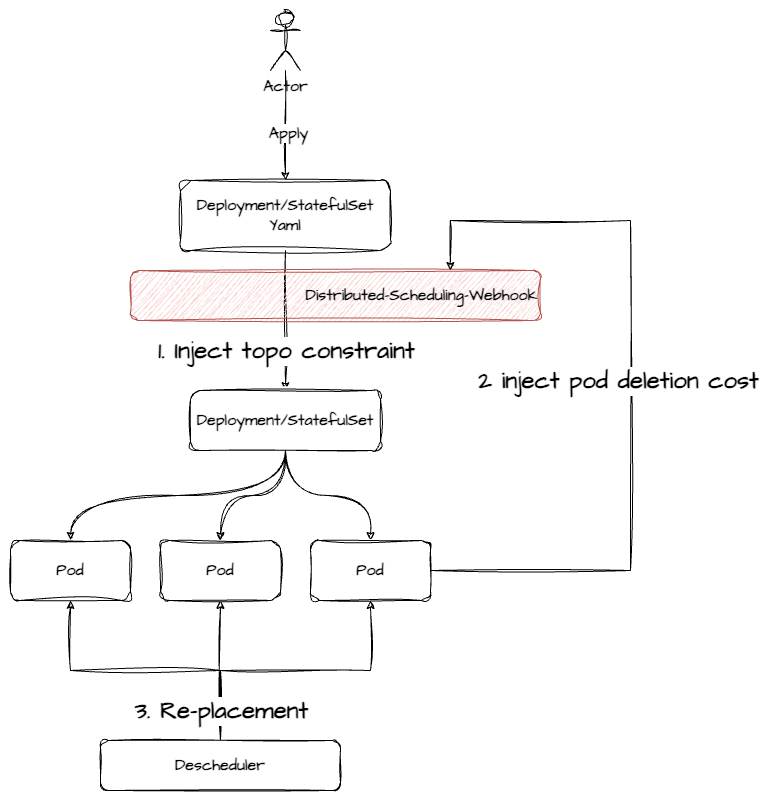 Actor
Apply
Deployment/StatefulSet
Yaml
Distributed-Scheduling-Webhook
1. Inject topo constraint
2 inject pod deletion cost
Deployment/StatefulSet
Pod
Pod
Pod
3. Re-placement
Descheduler